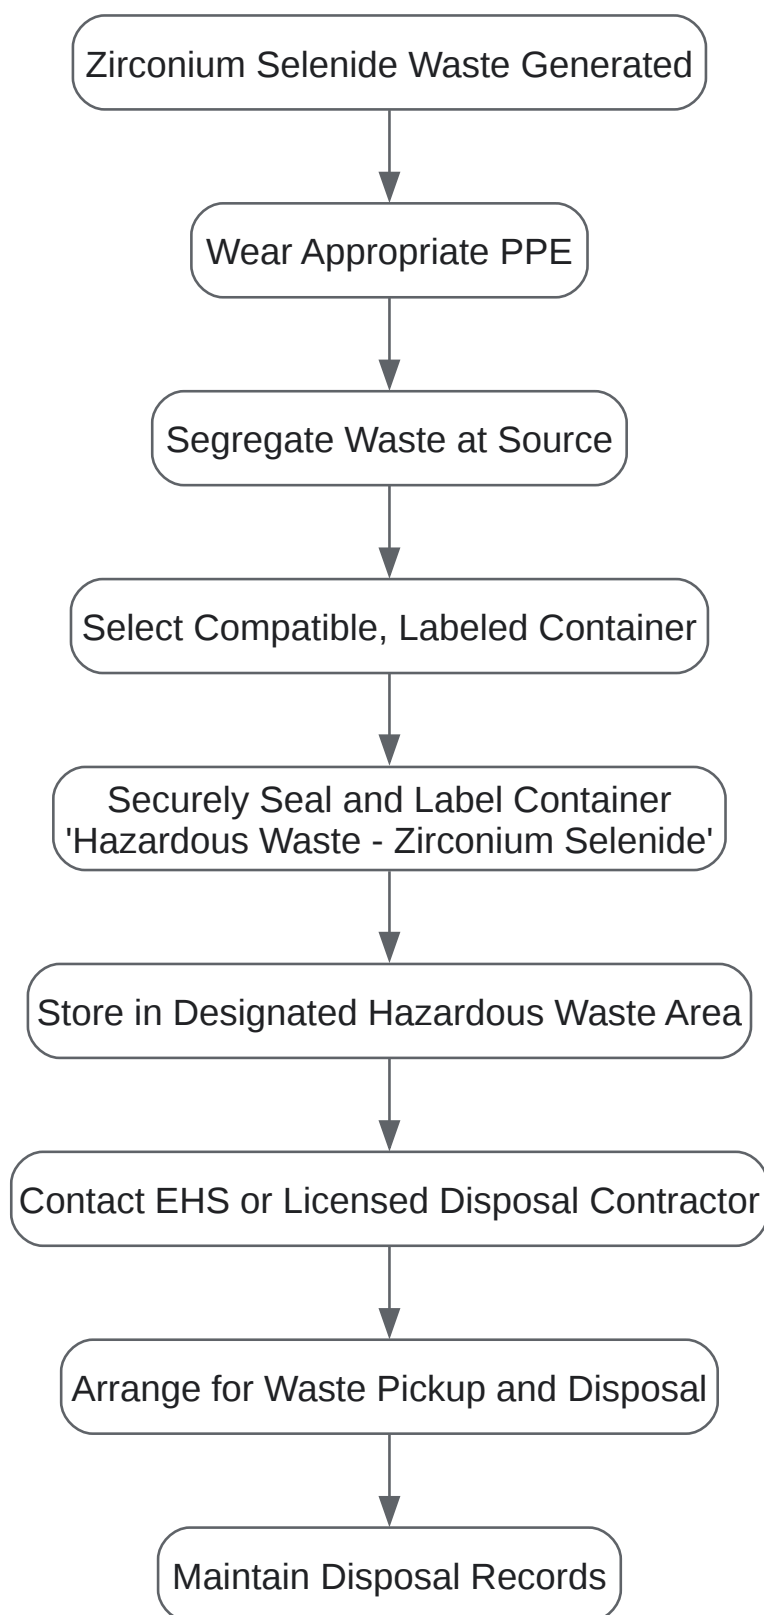 Zirconium Selenide Waste Generated
Wear Appropriate PPE
Segregate Waste at Source
Select Compatible, Labeled Container
Securely Seal and Label Container
'Hazardous Waste - Zirconium Selenide'
Store in Designated Hazardous Waste Area
Contact EHS or Licensed Disposal Contractor
Arrange for Waste Pickup and Disposal
Maintain Disposal Records